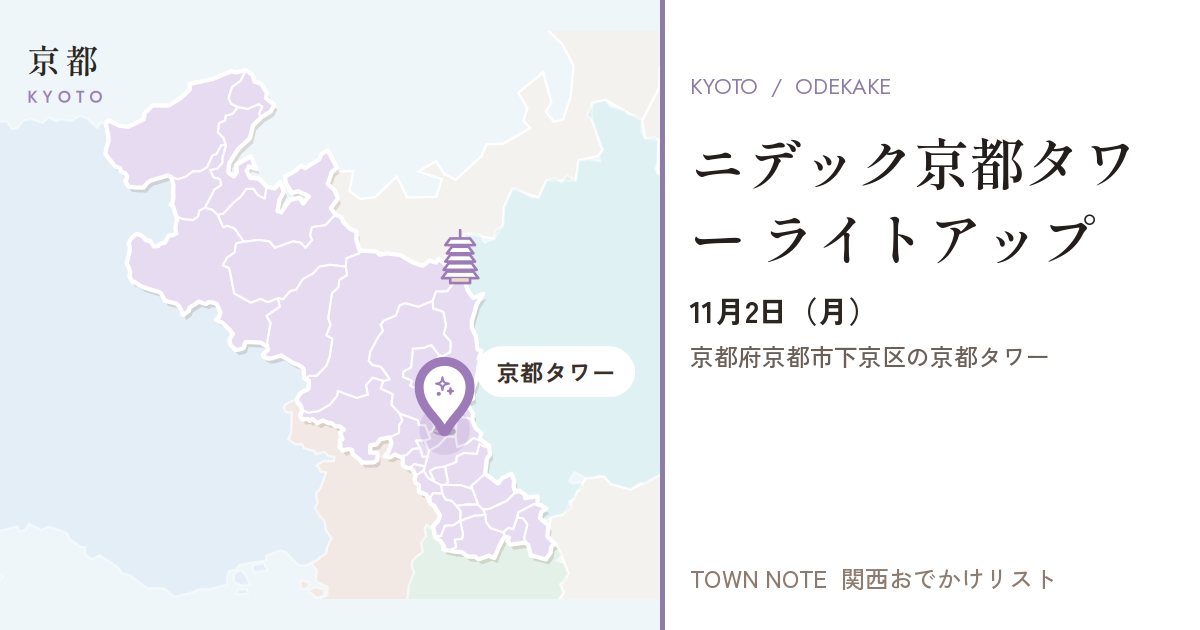 京都
KYOTO
京都タワー
KYOTO / ODEKAKE
ニデック京都タワ
ー ライトアップ
11月2日（月）
京都府京都市下京区の京都タワー
TOWN NOTE 関西おでかけリスト